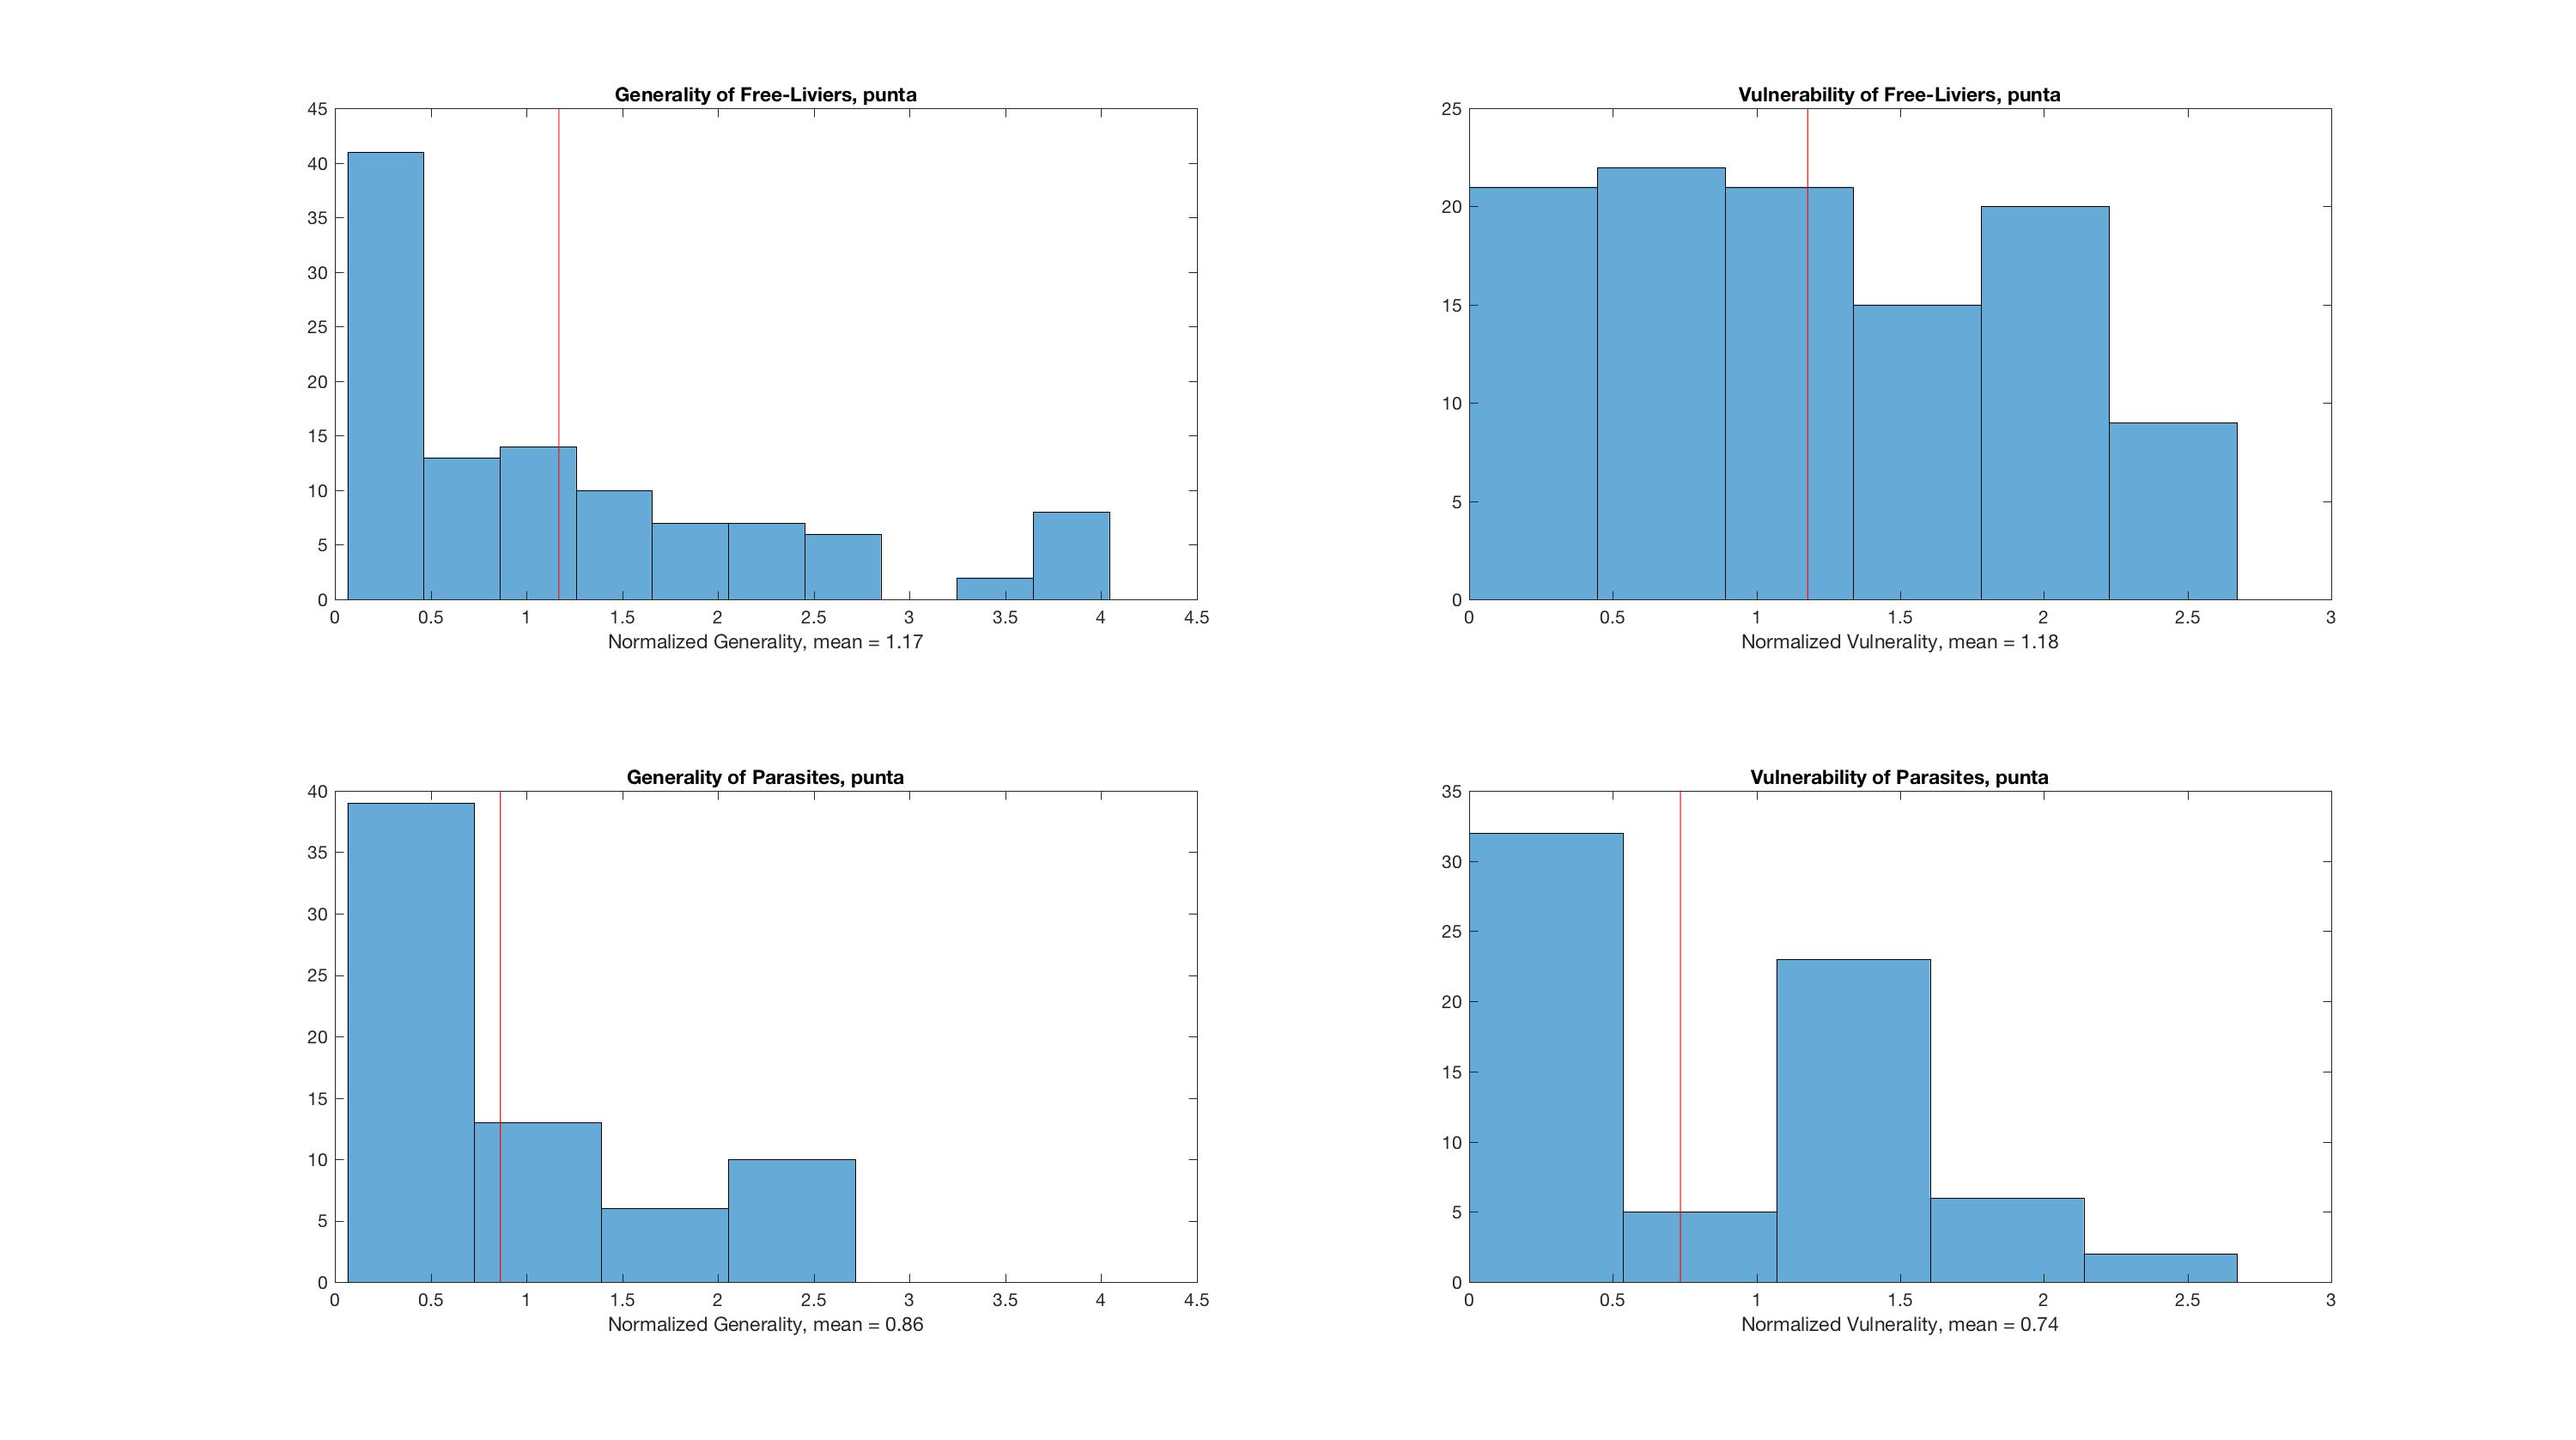 Generality of Free-Liviers, punta
45
40
35
30
25
20
15
10
5
0
0 0.5 1 1.5 2 2.5 3 3.5 4 4.5
Normalized Generality, mean = 1.17
Vulnerability of Free-Liviers, punta
25
20
15
10
5
0
0 0.5 1 1.5 2 2.5 3
Normalized Vulnerality, mean = 1.18
Generality of Parasites, punta
40
35
30
25
20
15
10
5
0
0 0.5 1 1.5 2 2.5 3 3.5 4 4.5
Normalized Generality, mean = 0.86
Vulnerability of Parasites, punta
35
30
25
20
15
10
5
0
0 0.5 1 1.5 2 2.5 3
Normalized Vulnerality, mean = 0.74